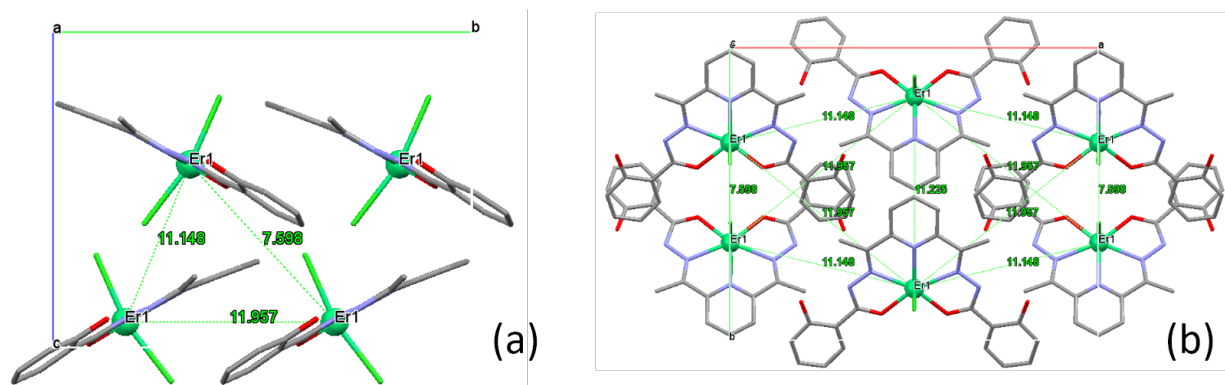 a b
Er1 Er1
11.148 7.598
Er1 Er1
11.957
c
(a)
c a
Er1
11.148 11.148
Er1 Er1
11.957 11.957
7.598 11.225 7.598
11.957 11.957
Er1 Er1
11.148 11.148
Er1
b
(b)